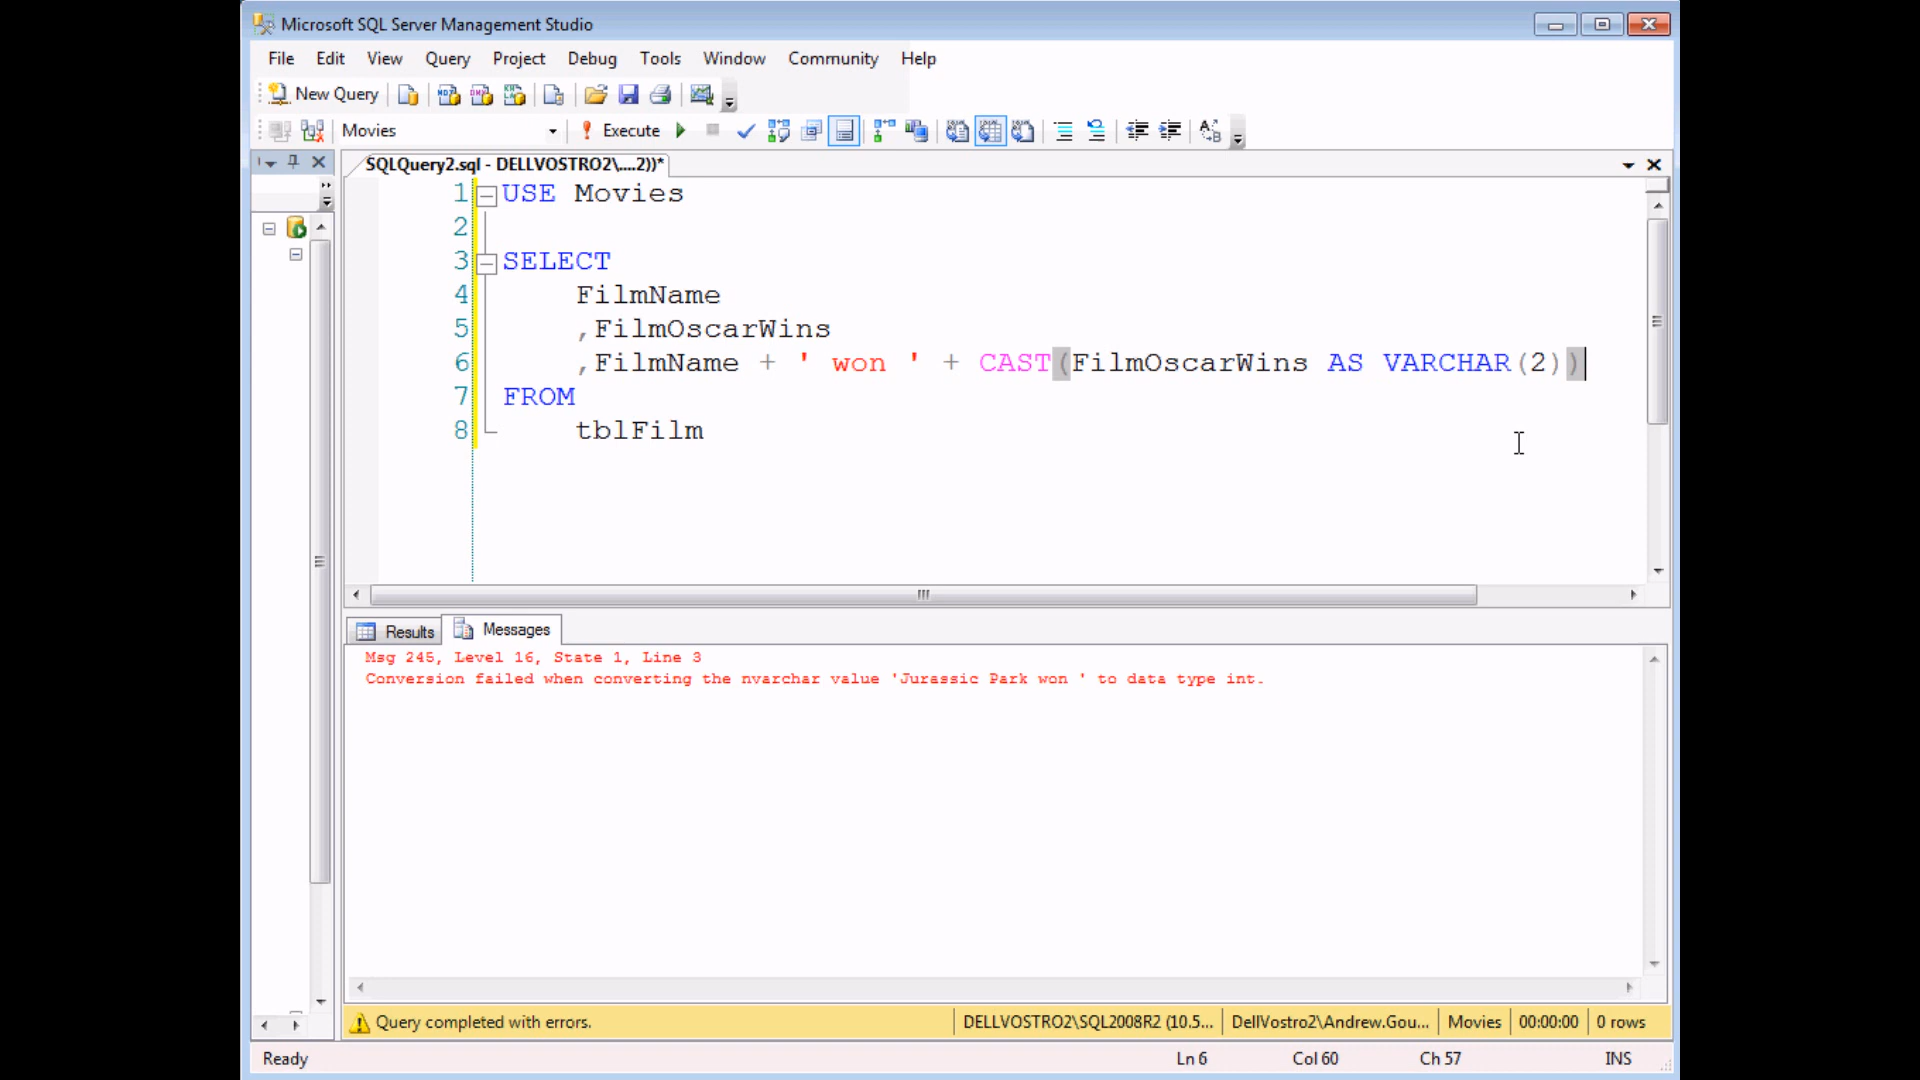 Microsoft SQL Server Management Studio
File Edit View Query Project Debug Tools Window Community Help
New Query
Movies Execute
SQLQuery2.sql - DELLVOSTRO2\....2))*
1 USE Movies
2
3 SELECT
4 FilmName
5 ,FilmOscarWins
6 ,FilmName + ' won ' + CAST(FilmOscarWins AS VARCHAR(2))
7 FROM
8 tblFilm
Results Messages
Msg 245, Level 16, State 1, Line 3
Conversion failed when converting the nvarchar value 'Jurassic Park won ' to data type int.
Query completed with errors. DELLVOSTRO2\SQL2008R2 (10.5... DellVostro2\Andrew.Gou... Movies 00:00:00 0 rows
Ready Ln 6 Col 60 Ch 57 INS